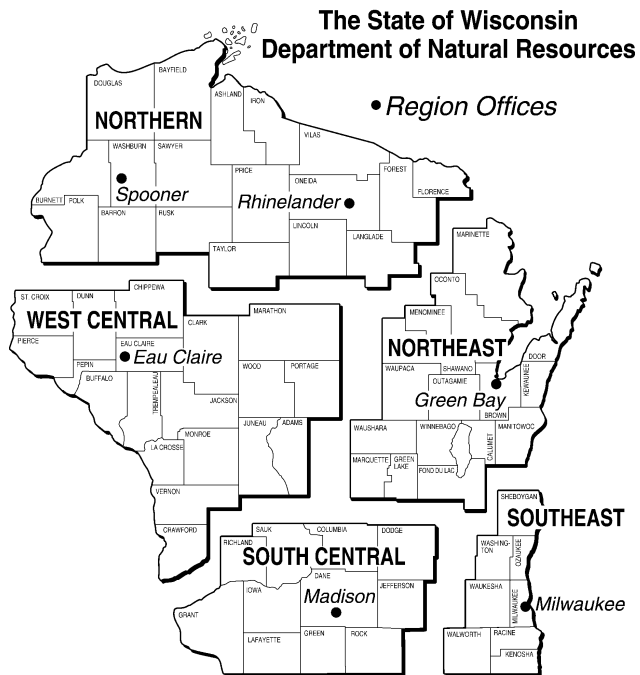 The State of Wisconsin
Department of Natural Resources
Region Offices
DOUGLAS
BAYFIELD
ASHLAND
IRON
VILAS
NORTHERN
WASHBURN
SAWYER
PRICE
ONEIDA
FOREST
FLORENCE
Spooner
Rhinelander
BURNETT
POLK
BARRON
RUSK
LINCOLN
LANGLADE
TAYLOR
MARINETTE
OCONTO
MENOMINEE
NORTHEAST
DOOR
WAUPACA
SHAWANO
OUTAGAMIE
KEWAUNEE
Green Bay
BROWN
WAUSHARA
WINNEBAGO
CALUMET
MANITOWOC
MARQUETTE
GREEN
LAKE
FOND DU LAC
CHIPPEWA
ST. CROIX
DUNN
WEST CENTRAL
CLARK
MARATHON
PIERCE
EAU CLAIRE
Eau Claire
PEPIN
BUFFALO
TREMPEALEAU
WOOD
PORTAGE
JACKSON
JUNEAU
ADAMS
MONROE
LA CROSSE
VERNON
CRAWFORD
SAUK
COLUMBIA
DODGE
RICHLAND
SOUTH CENTRAL
DANE
IOWA
Madison
JEFFERSON
GRANT
LAFAYETTE
GREEN
ROCK
SHEBOYGAN
SOUTHEAST
WASHING-
TON
OZAUKEE
WAUKESHA
MILWAUKEE
Milwaukee
WALWORTH
RACINE
KENOSHA